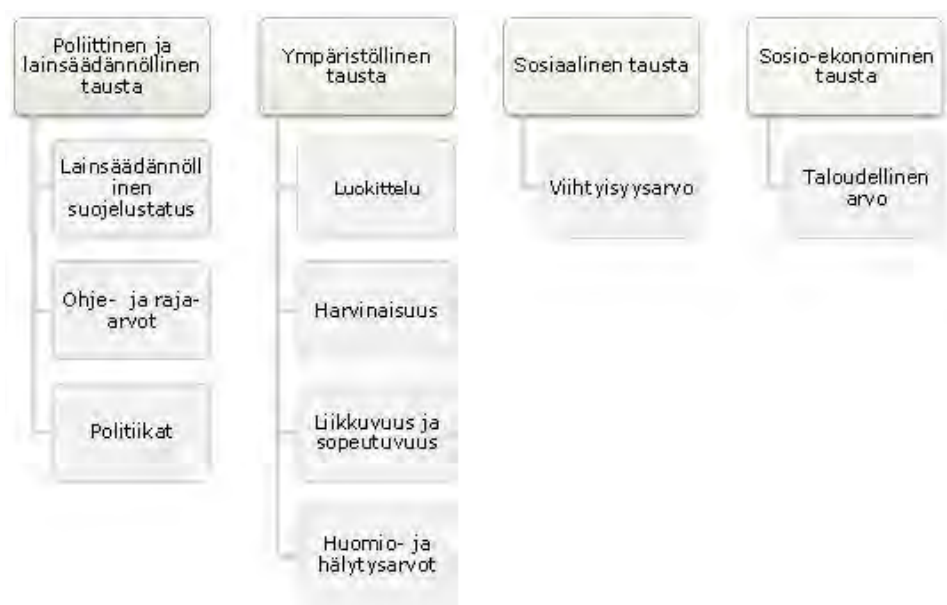 Poliittinen ja
lainsäädännöllinen
tausta
Lainsäädännöll
inen
suojelustatus
Ohje- ja raja-
arvot
Politiikat
Ympäristöllinen
tausta
Luokittelu
Harvinaisuus
Liikkuvuus ja
sopeutuvuus
Huomio- ja
hälytysarvot
Sosiaalinen tausta
Viihtyisyysarvo
Sosio-ekonominen
tausta
Taloudellinen
arvo